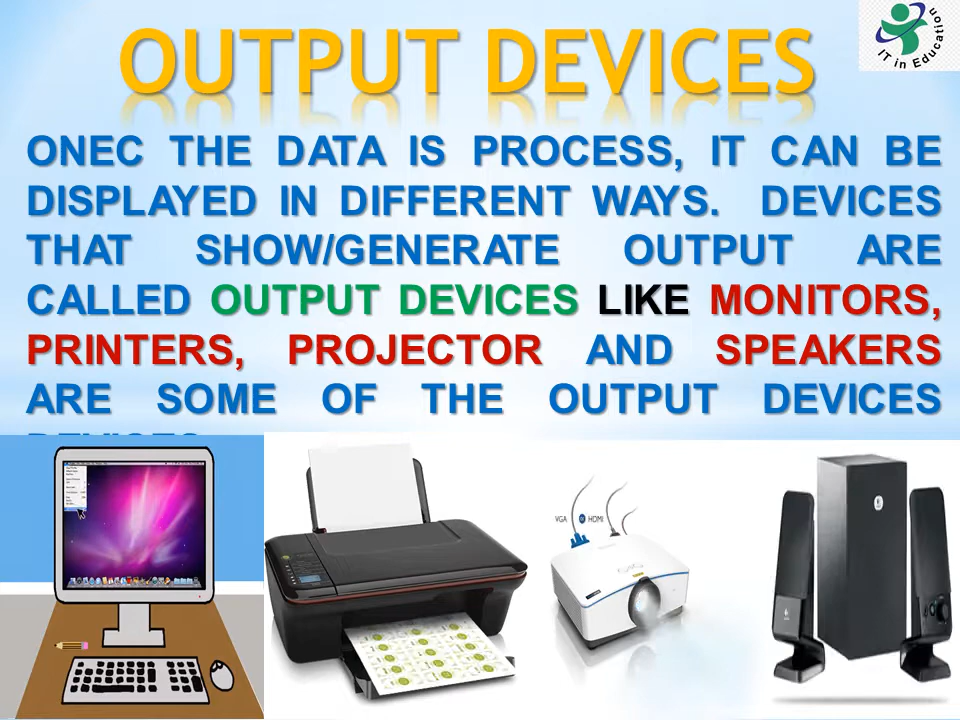 OUTPUT DEVICES
IT in Education
ONEC THE DATA IS PROCESS, IT CAN BE
DISPLAYED IN DIFFERENT WAYS. DEVICES
THAT SHOW/GENERATE OUTPUT ARE
CALLED OUTPUT DEVICES LIKE MONITORS,
PRINTERS, PROJECTOR AND SPEAKERS
ARE SOME OF THE OUTPUT DEVICES
VGA HDMI